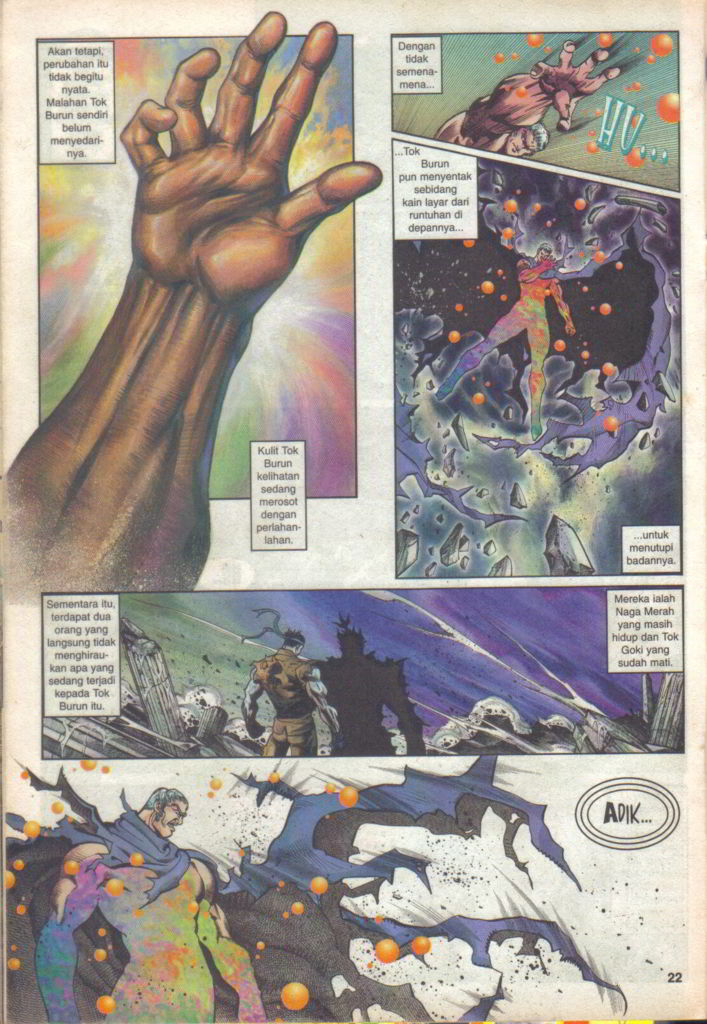 Akan tetapi,
perubahan itu
tidak begitu
nyata.
Malahan Tok
Burun sendiri
belum
menyedari-
nya.
Kulit Tok
Burun
kelihatan
sedang
merosot
dengan
perlahan-
lahan.
Dengan
tidak
semena-
mena...
HU...
...Tok
Burun
pun menyentak
sebidang
kain layar dari
runtuhan di
depannya...
...untuk
menutupi
badannya.
Sementara itu,
terdapat dua
orang yang
langsung tidak
menghirau-
kan apa yang
sedang terjadi
kepada Tok
Burun itu.
Mereka ialah
Naga Merah
yang masih
hidup dan Tok
Goki yang
sudah mati.
ADIK...
22